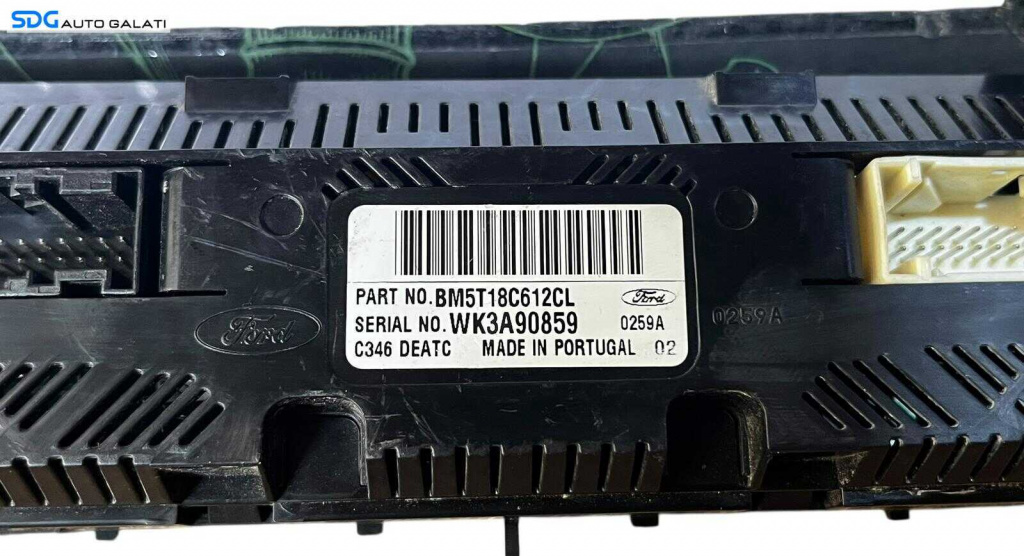 SDG AUTO GALATI
PART NO.BM5T18C612CL
Ford
SERIAL NO.WK3A90859 0259A
C346 DEATC MADE IN PORTUGAL 02
Ford
0259A